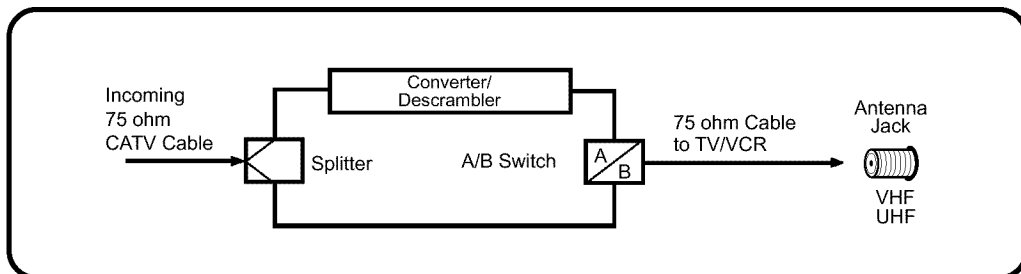 Incoming
75 ohm
CATV Cable
Splitter
Converter/
Descrambler
A/B Switch
A
B
75 ohm Cable
to TV/VCR
Antenna
Jack
VHF
UHF